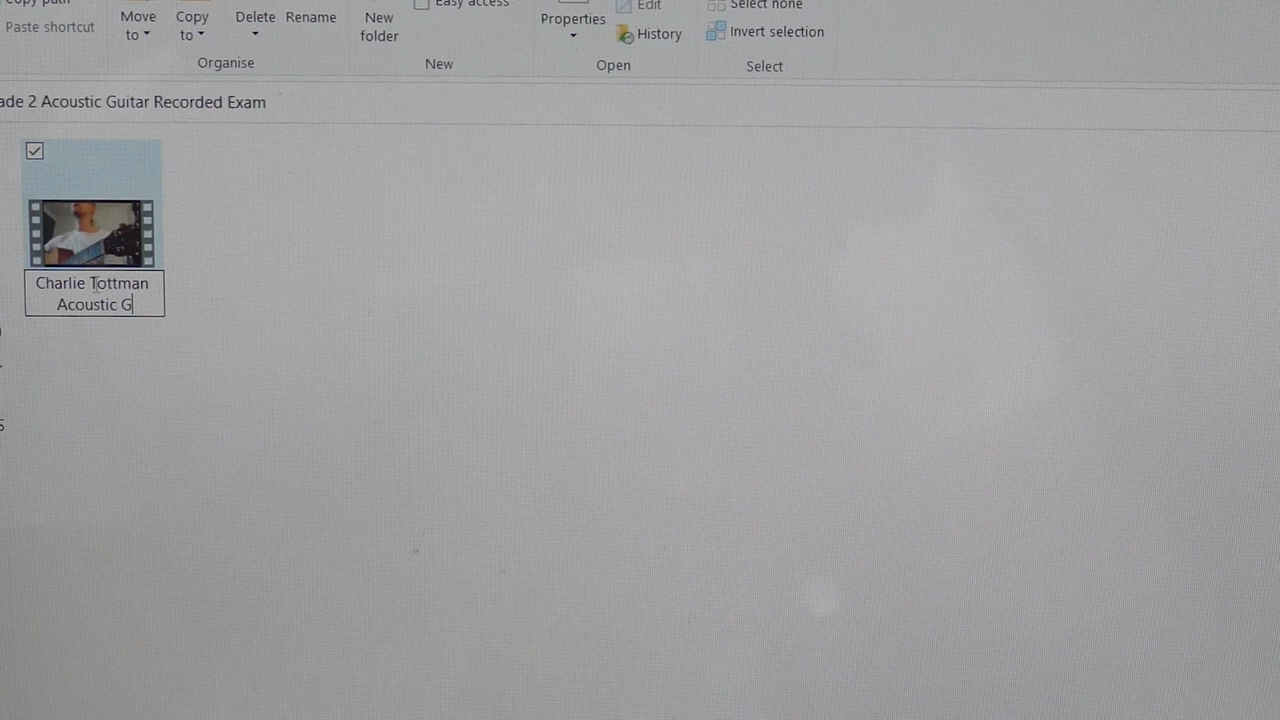 Move
to
Copy
to
Delete
Rename
New
folder
Easy access
Properties
Edit
History
Select none
Invert selection
Paste shortcut
Organise
New
Open
Select
ade 2 Acoustic Guitar Recorded Exam
Charlie Tottman
Acoustic G